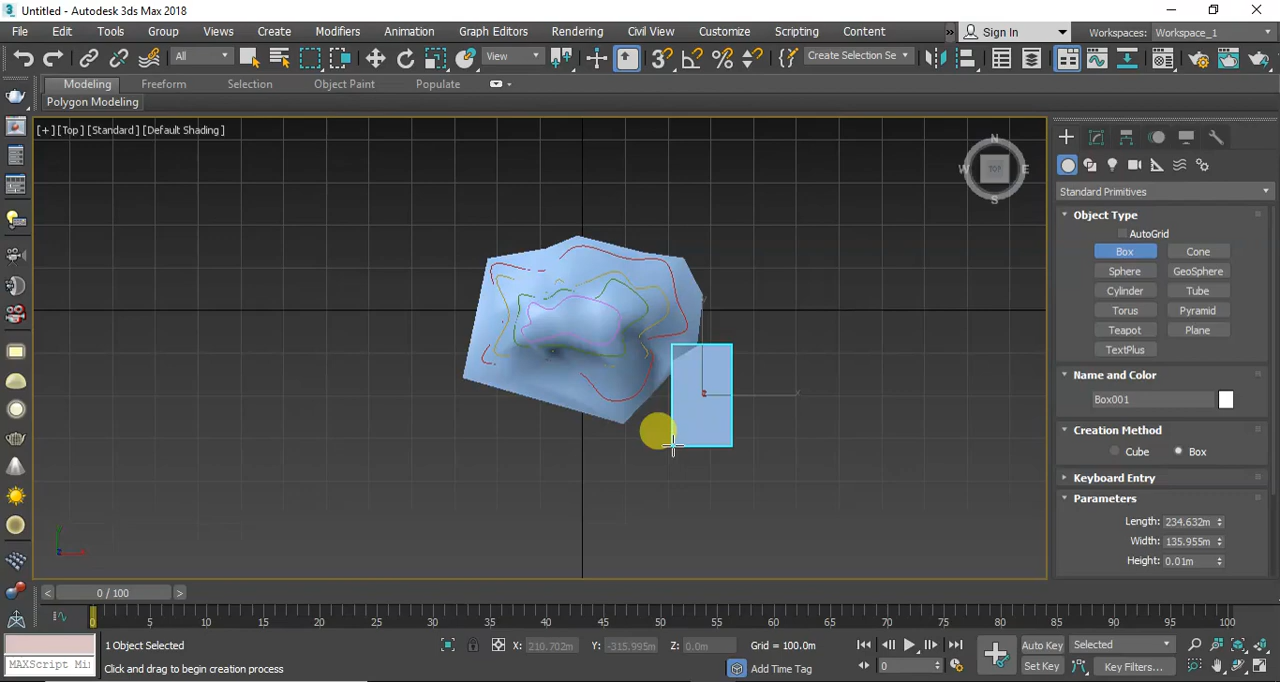 Untitled - Autodesk 3ds Max 2018
File Edit Tools Group Views Create Modifiers Animation Graph Editors Rendering Civil View Customize Scripting Content » Sign In Workspaces: Workspace_1
All View Create Selection Se
Modeling Freeform Selection Object Paint Populate
Polygon Modeling
[+] [Top] [Standard] [Default Shading]
N
W TOP E
S
Standard Primitives
Object Type
AutoGrid
Box Cone
Sphere GeoSphere
Cylinder Tube
Torus Pyramid
Teapot Plane
TextPlus
Name and Color
Box001
Creation Method
Cube Box
Keyboard Entry
Parameters
Length: 234.632m
Width: 135.955m
Height: 0.01m
< 0 / 100 >
0 5 10 15 20 25 30 35 40 45 50 55 60 65 70 75 80 85 90 95 100
1 Object Selected X: 210.702m Y: -315.995m Z: 0.0m Grid = 100.0m Auto Key Selected
MAXScript Mi Click and drag to begin creation process Add Time Tag 0 Set Key Key Filters...